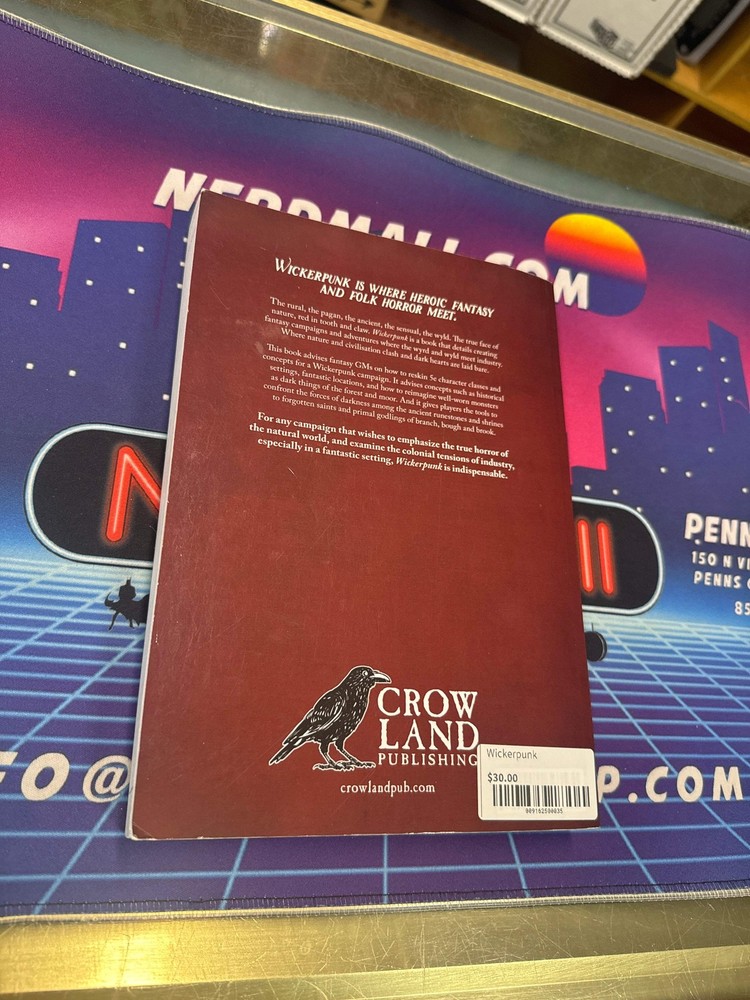 NERDMALL.COM
WICKERPUNK IS WHERE HEROIC FANTASY
AND FOLK HORROR MEET.
The rural, the pagan, the ancient, the sensual, the wyld. The true face of
nature, red in tooth and claw. Wickerpunk is a book that details creating
fantasy campaigns and adventures where the wyrd and wyld meet industry.
Where nature and civilisation clash and dark hearts are laid bare.
This book advises fantasy GMs on how to reskin 5e character classes and
concepts for a Wickerpunk campaign. It advises concepts such as historical
settings, fantastic locations, and how to reimagine well-worn monsters
as dark things of the forest and moor. And it gives players the tools to
confront the forces of darkness among the ancient runestones and shrines
to forgotten saints and primal godlings of branch, bough and brook.
For any campaign that wishes to emphasize the true horror of
the natural world, and examine the colonial tensions of industry,
especially in a fantastic setting, Wickerpunk is indispensable.
N
ll
PENN
150 N VI
PENNS
85
CROW
LAND
PUBLISHING
crowlandpub.com
Wickerpunk
$30.00
909162590035
FO@
P.COM